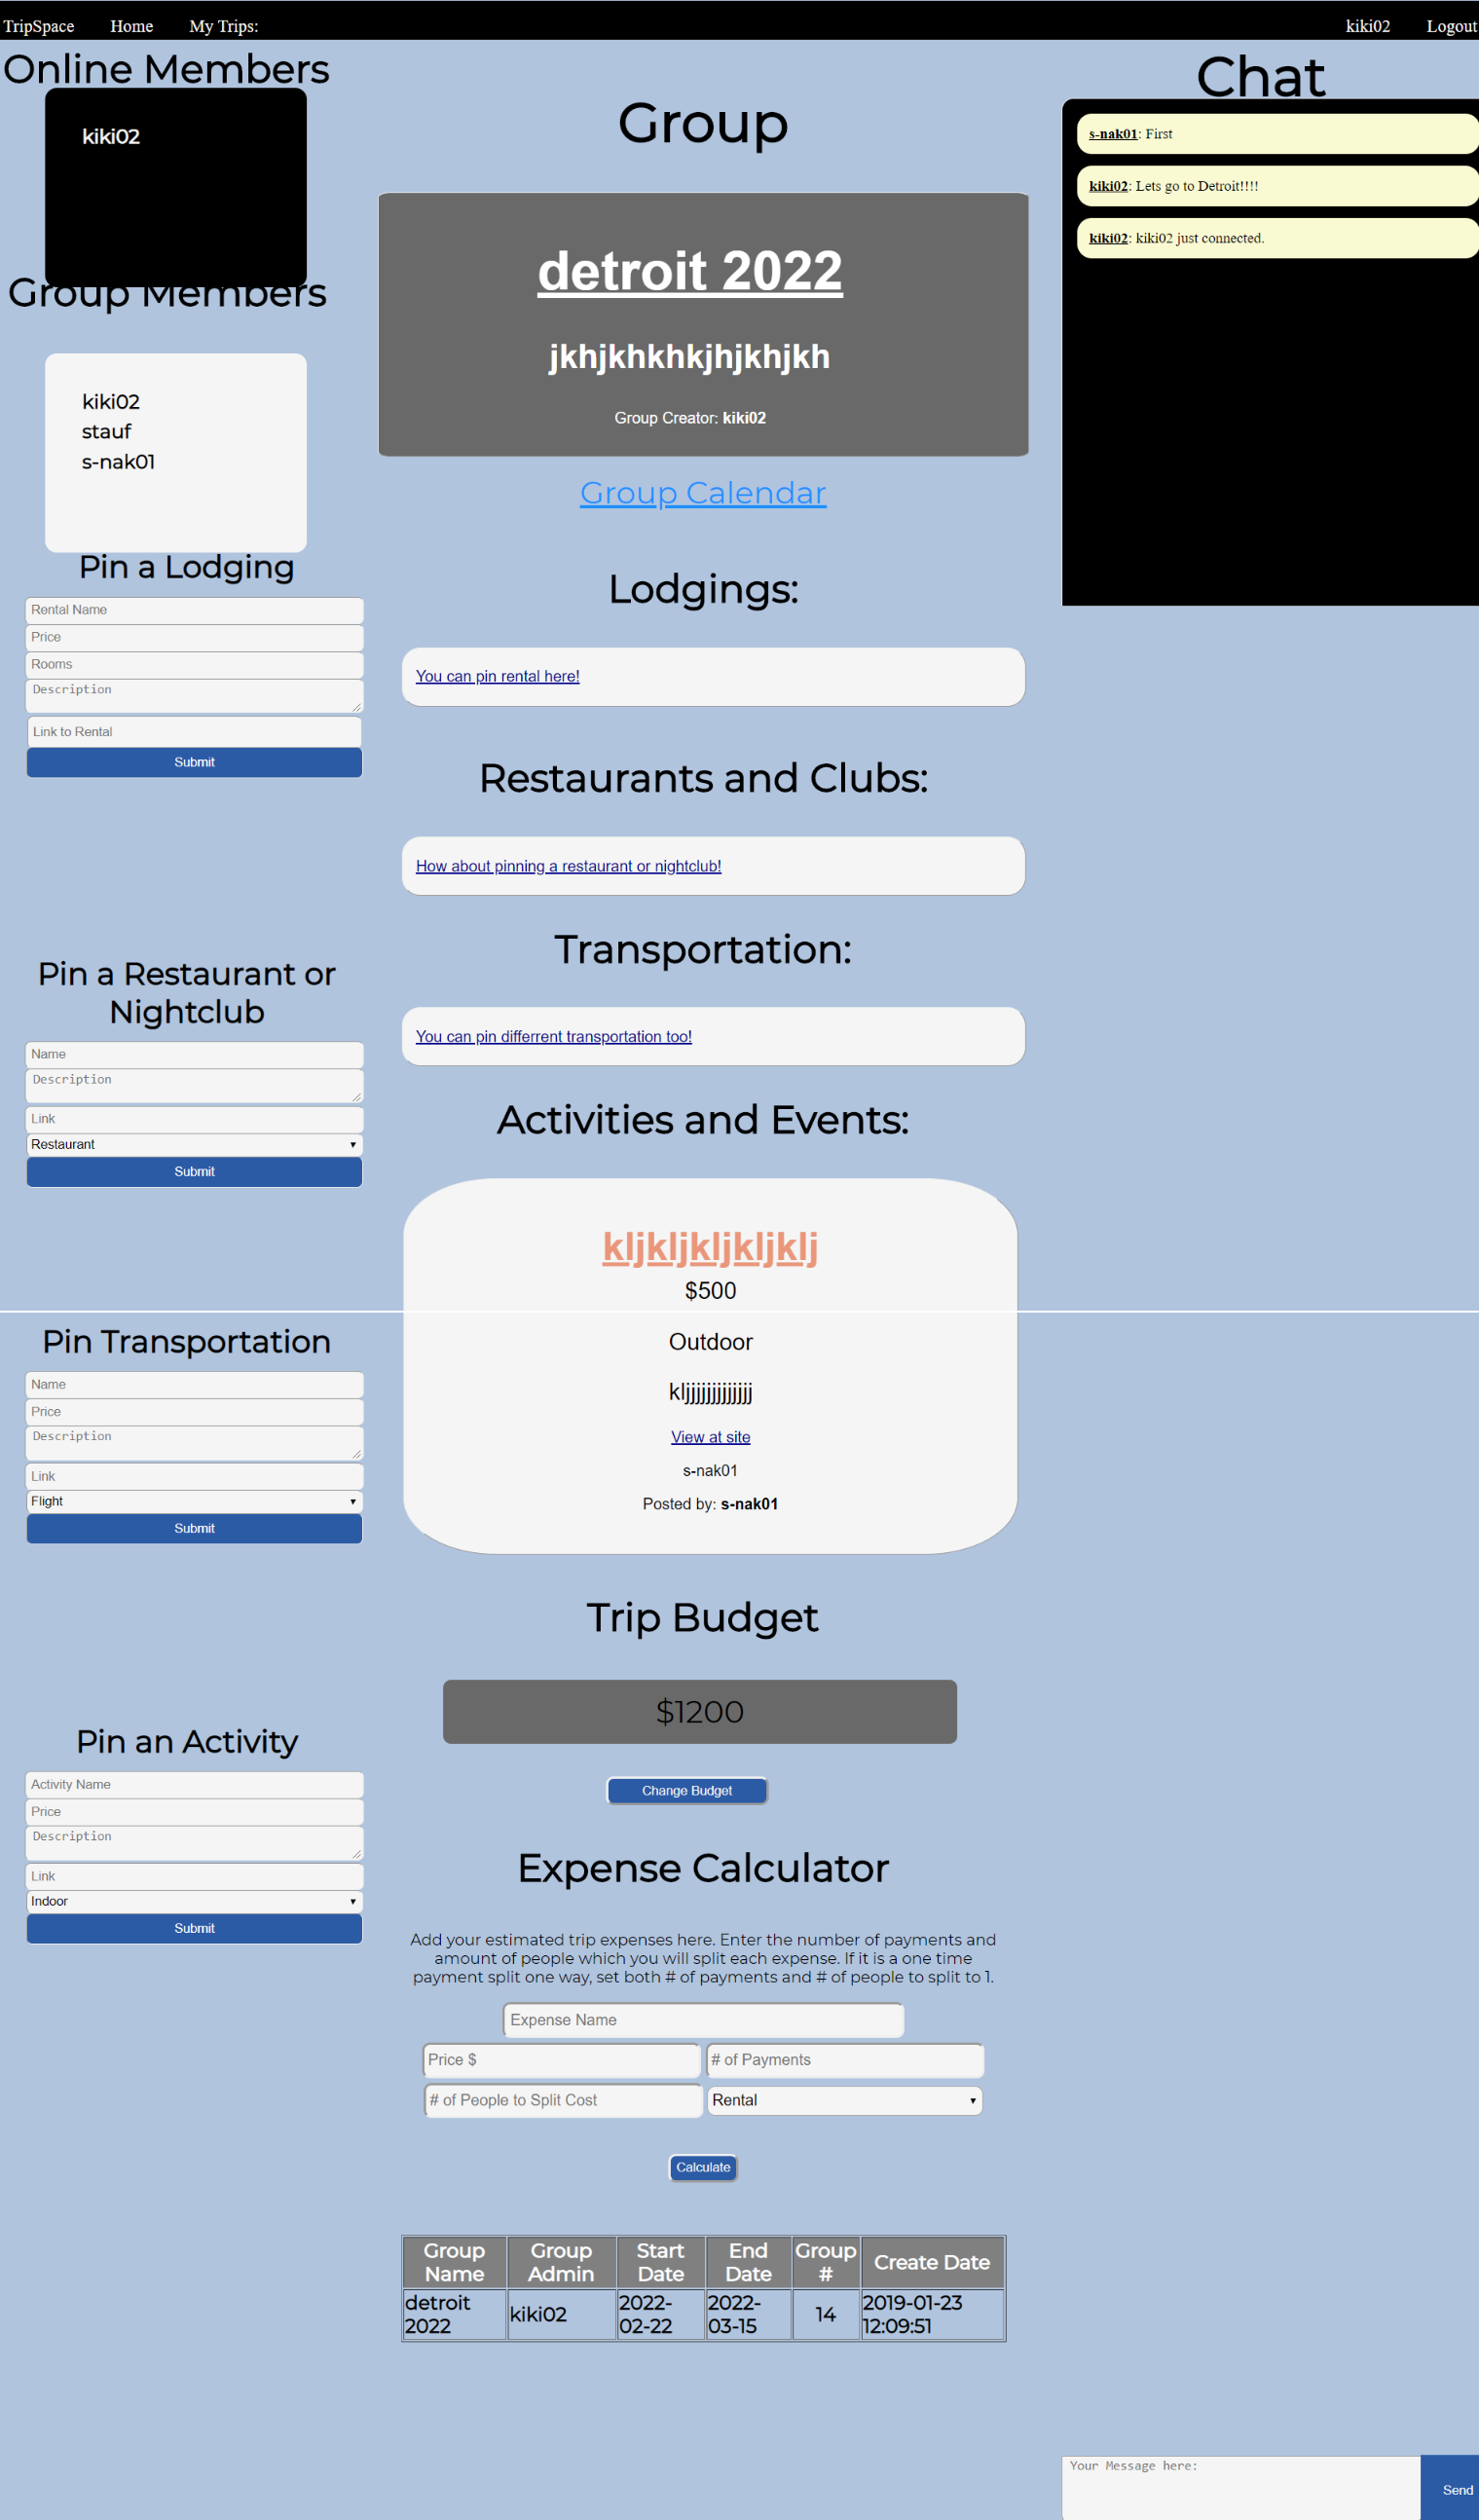 TripSpace Home My Trips: kiki02 Logout
Online Members
kiki02
Group Members
kiki02
stauf
s-nak01
Pin a Lodging
Rental Name
Price
Rooms
Description
Link to Rental
Submit
Pin a Restaurant or
Nightclub
Name
Description
Link
Restaurant
Submit
Pin Transportation
Name
Price
Description
Link
Flight
Submit
Pin an Activity
Activity Name
Price
Description
Link
Indoor
Submit
Group
detroit 2022
jkhjkhkhkjhjkhjkh
Group Creator: kiki02
Group Calendar
Lodgings:
You can pin rental here!
Restaurants and Clubs:
How about pinning a restaurant or nightclub!
Transportation:
You can pin differrent transportation too!
Activities and Events:
kljkljkljkljklj
$500
Outdoor
kljjjjjjjjjjjjj
View at site
s-nak01
Posted by: s-nak01
Trip Budget
$1200
Change Budget
Expense Calculator
Add your estimated trip expenses here. Enter the number of payments and
amount of people which you will split each expense. If it is a one time
payment split one way, set both # of payments and # of people to split to 1.
Expense Name
Price $ # of Payments
# of People to Split Cost Rental
Calculate
Group Name Group Admin Start Date End Date Group # Create Date
detroit 2022 kiki02 2022-02-22 2022-03-15 14 2019-01-23 12:09:51
Chat
s-nak01: First
kiki02: Lets go to Detroit!!!!
kiki02: kiki02 just connected.
Your Message here:
Send